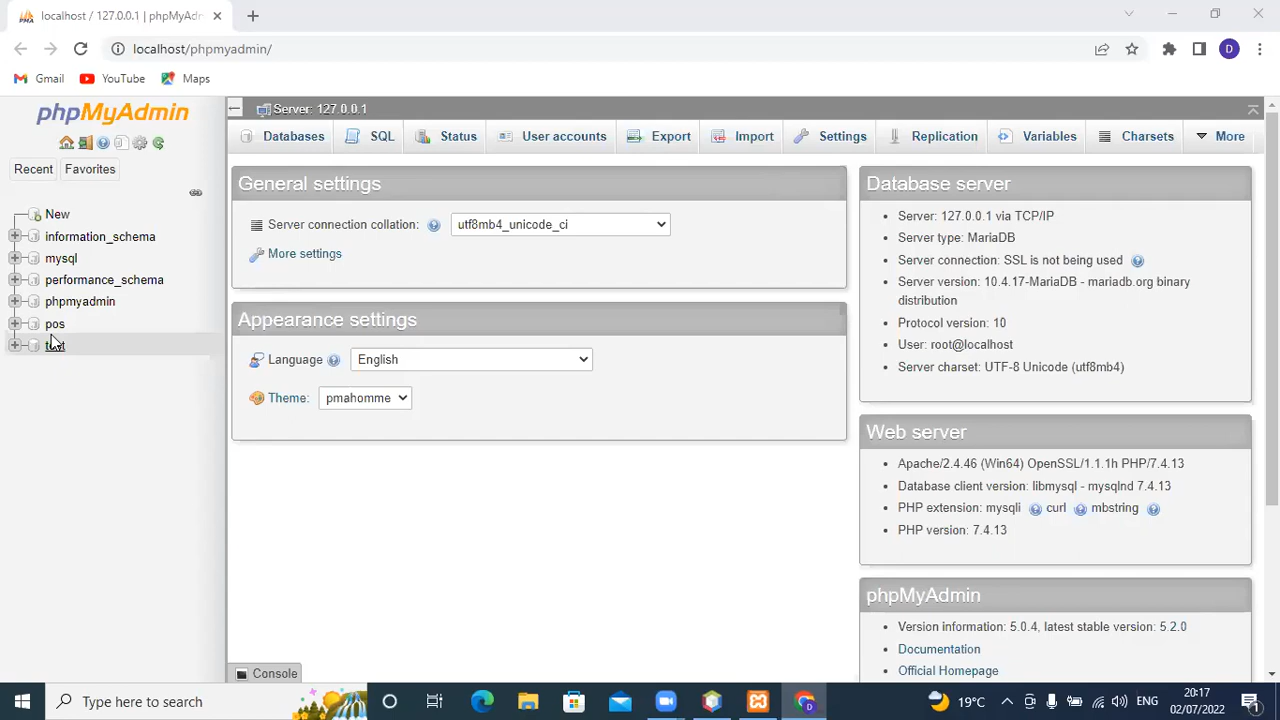 localhost / 127.0.0.1 | phpMyAdm
localhost/phpmyadmin/
D
Gmail
YouTube
Maps
phpMyAdmin
Recent
Favorites
New
information_schema
mysql
performance_schema
phpmyadmin
pos
Server: 127.0.0.1
Databases
SQL
Status
User accounts
Export
Import
Settings
Replication
Variables
Charsets
More
General settings
Server connection collation:
utf8mb4_unicode_ci
More settings
Appearance settings
Language
English
Theme:
pmahomme
Database server
Server: 127.0.0.1 via TCP/IP
Server type: MariaDB
Server connection: SSL is not being used
Server version: 10.4.17-MariaDB - mariadb.org binary
distribution
Protocol version: 10
User: root@localhost
Server charset: UTF-8 Unicode (utf8mb4)
Web server
Apache/2.4.46 (Win64) OpenSSL/1.1.1h PHP/7.4.13
Database client version: libmysql - mysqlnd 7.4.13
PHP extension: mysqli curl mbstring
PHP version: 7.4.13
phpMyAdmin
Version information: 5.0.4, latest stable version: 5.2.0
Documentation
Official Homepage
Console
Type here to search
19°C
ENG
20:17
02/07/2022
1